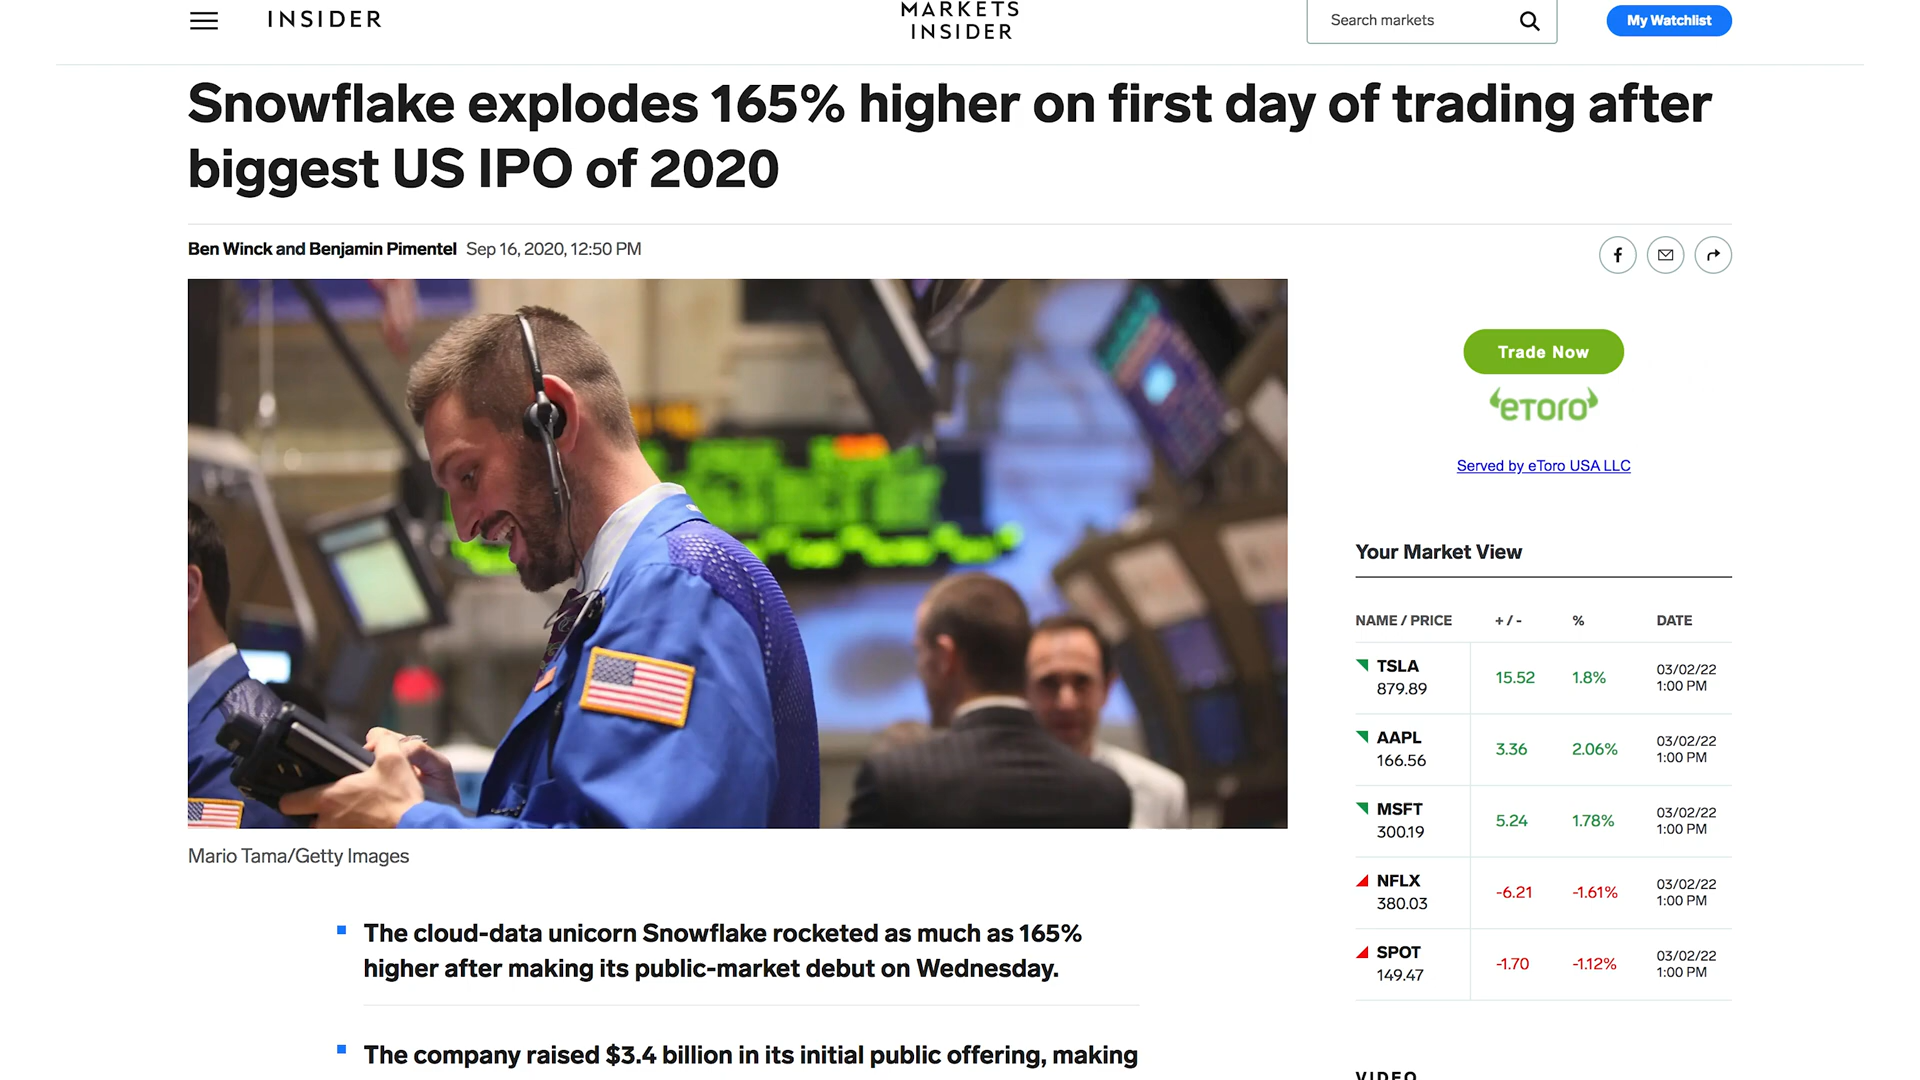 INSIDER
MARKETS
INSIDER
Search markets
My Watchlist
Snowflake explodes 165% higher on first day of trading after
biggest US IPO of 2020
Ben Winck and Benjamin Pimentel Sep 16, 2020, 12:50 PM
Trade Now
eToro
Served by eToro USA LLC
Mario Tama/Getty Images
The cloud-data unicorn Snowflake rocketed as much as 165%
higher after making its public-market debut on Wednesday.
The company raised $3.4 billion in its initial public offering, making
Your Market View
NAME / PRICE + / - % DATE
TSLA
879.89 15.52 1.8% 03/02/22
1:00 PM
AAPL
166.56 3.36 2.06% 03/02/22
1:00 PM
MSFT
300.19 5.24 1.78% 03/02/22
1:00 PM
NFLX
380.03 -6.21 -1.61% 03/02/22
1:00 PM
SPOT
149.47 -1.70 -1.12% 03/02/22
1:00 PM
VIDEO